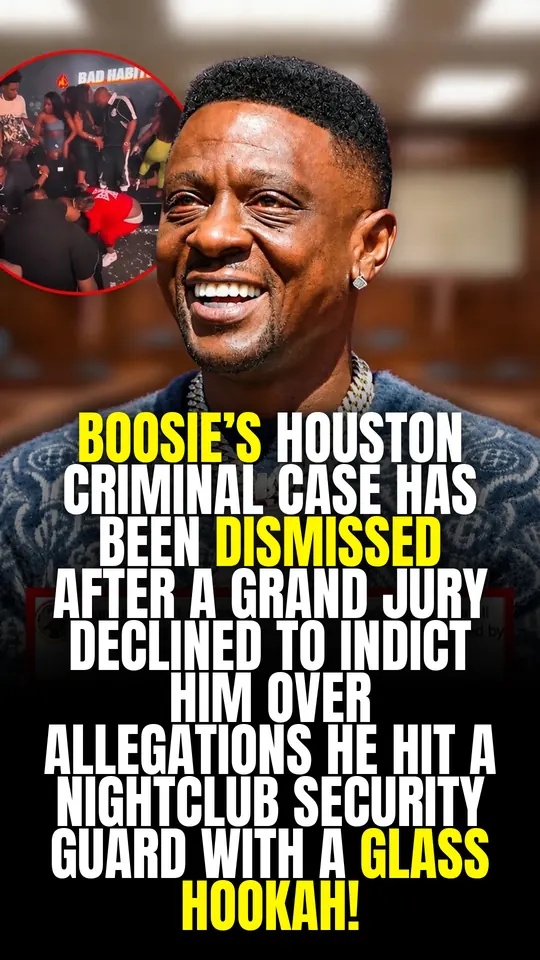 BAD HABITS
BOOSIE'S HOUSTON
CRIMINAL CASE HAS
BEEN DISMISSED
AFTER A GRAND JURY
DECLINED TO INDICT
HIM OVER
ALLEGATIONS HE HIT A
NIGHTCLUB SECURITY
GUARD WITH A GLASS
HOOKAH!